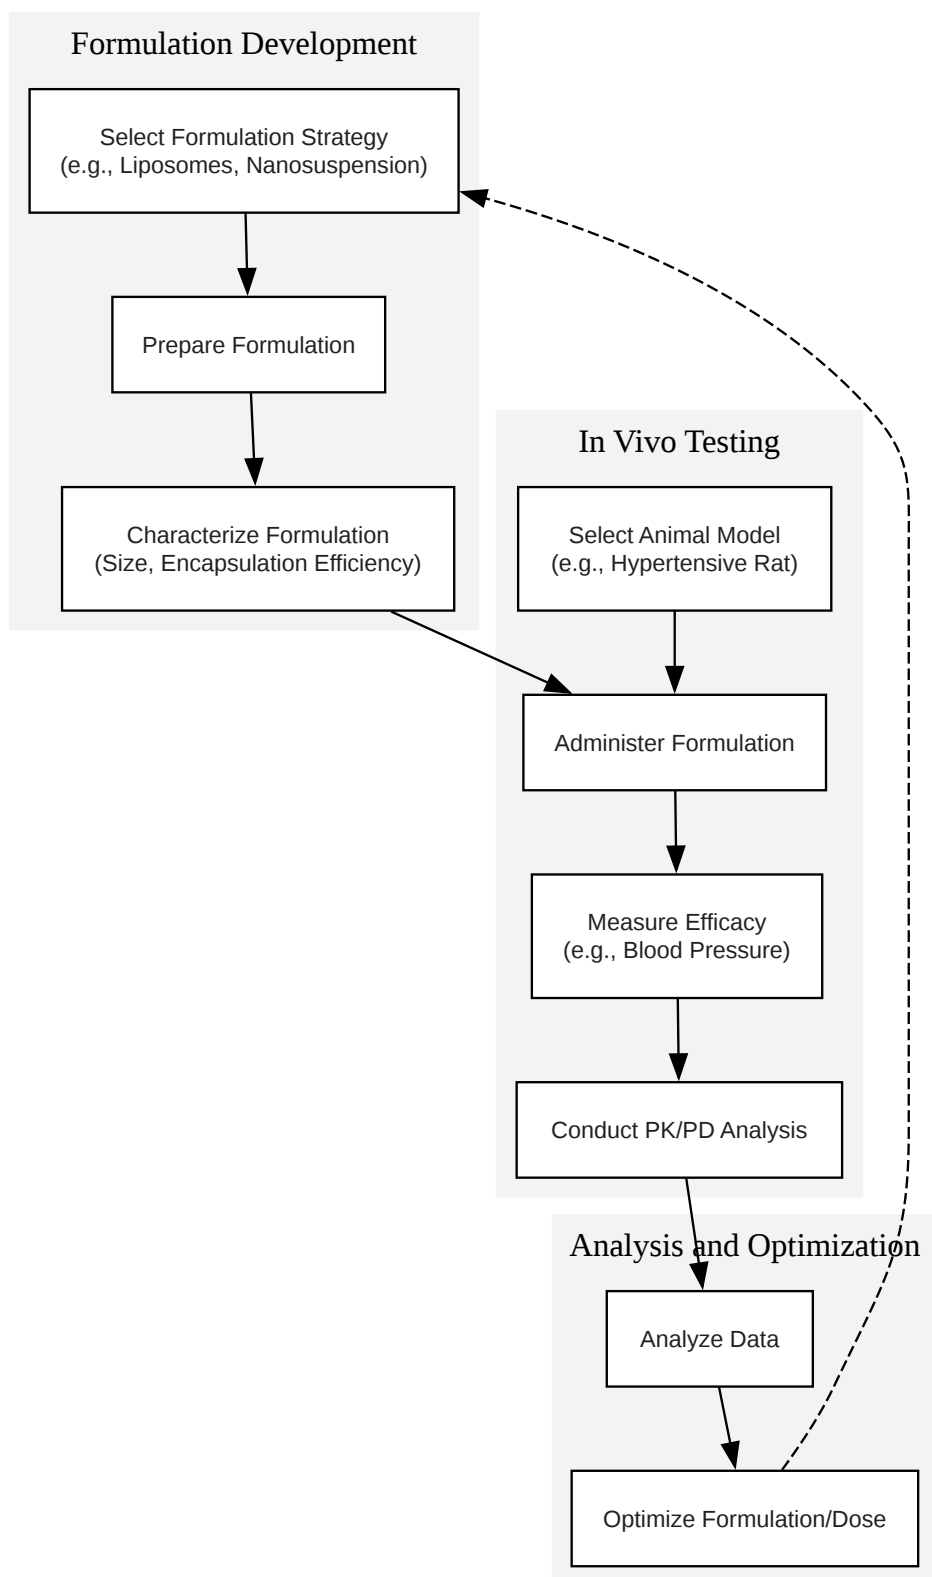 Formulation Development
Select Formulation Strategy
(e.g., Liposomes, Nanosuspension)
Prepare Formulation
Characterize Formulation
(Size, Encapsulation Efficiency)
In Vivo Testing
Select Animal Model
(e.g., Hypertensive Rat)
Administer Formulation
Measure Efficacy
(e.g., Blood Pressure)
Conduct PK/PD Analysis
Analysis and Optimization
Analyze Data
Optimize Formulation/Dose